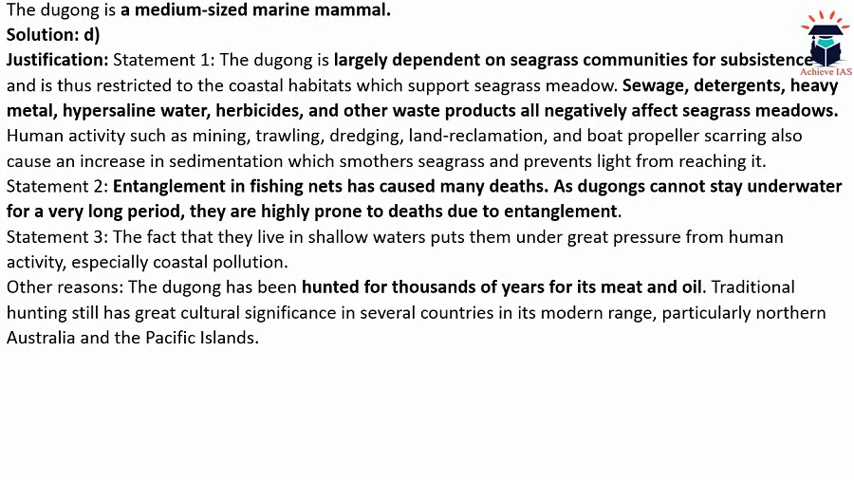 The dugong is a medium-sized marine mammal.
Solution: d)
Justification: Statement 1: The dugong is largely dependent on seagrass communities for subsistence
and is thus restricted to the coastal habitats which support seagrass meadow. Sewage, detergents, heavy
metal, hypersaline water, herbicides, and other waste products all negatively affect seagrass meadows.
Human activity such as mining, trawling, dredging, land-reclamation, and boat propeller scarring also
cause an increase in sedimentation which smothers seagrass and prevents light from reaching it.
Statement 2: Entanglement in fishing nets has caused many deaths. As dugongs cannot stay underwater
for a very long period, they are highly prone to deaths due to entanglement.
Statement 3: The fact that they live in shallow waters puts them under great pressure from human
activity, especially coastal pollution.
Other reasons: The dugong has been hunted for thousands of years for its meat and oil. Traditional
hunting still has great cultural significance in several countries in its modern range, particularly northern
Australia and the Pacific Islands.
Achieve IAS